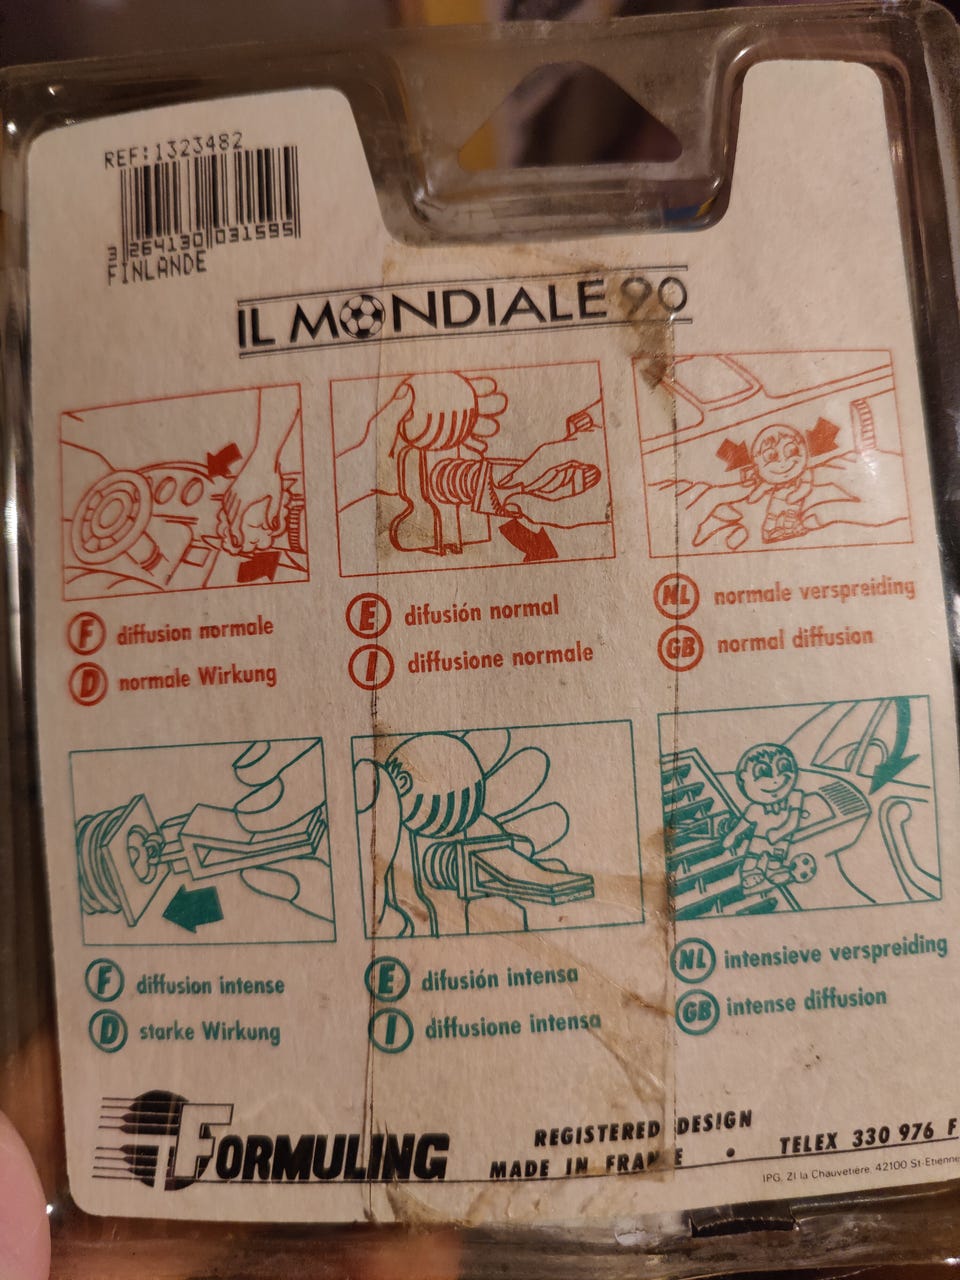 REF:1323482
3 264130 031595
FINLANDE
IL MONDIALE 90
F diffusion normale
D normale Wirkung
E difusión normal
I diffusione normale
NL normale verspreiding
GB normal diffusion
F diffusion intense
D starke Wirkung
E difusión intensa
I diffusione intensa
NL intensieve verspreiding
GB intense diffusion
FORMULING
REGISTERED DESIGN
MADE IN FRANCE • TELEX 330 976 F
IPG, ZI la Chauvetière, 42100 St-Etienne